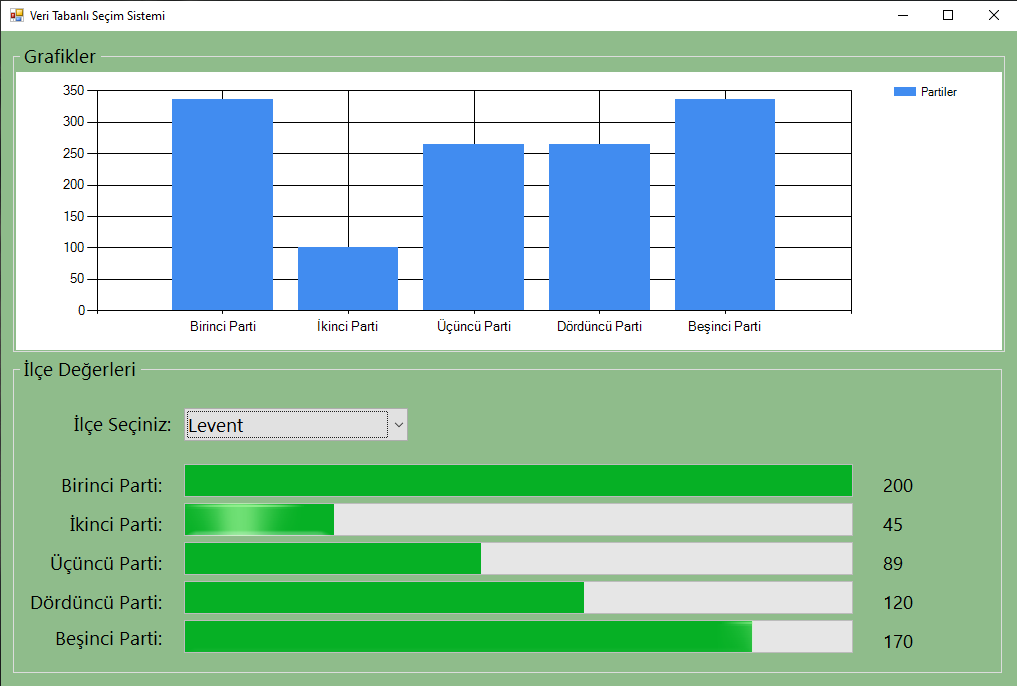 Veri Tabanlı Seçim Sistemi
Grafikler
350
300
250
200
150
100
50
0
Partiler
Birinci Parti İkinci Parti Üçüncü Parti Dördüncü Parti Beşinci Parti
İlçe Değerleri
İlçe Seçiniz: Levent
Birinci Parti: 200
İkinci Parti: 45
Üçüncü Parti: 89
Dördüncü Parti: 120
Beşinci Parti: 170